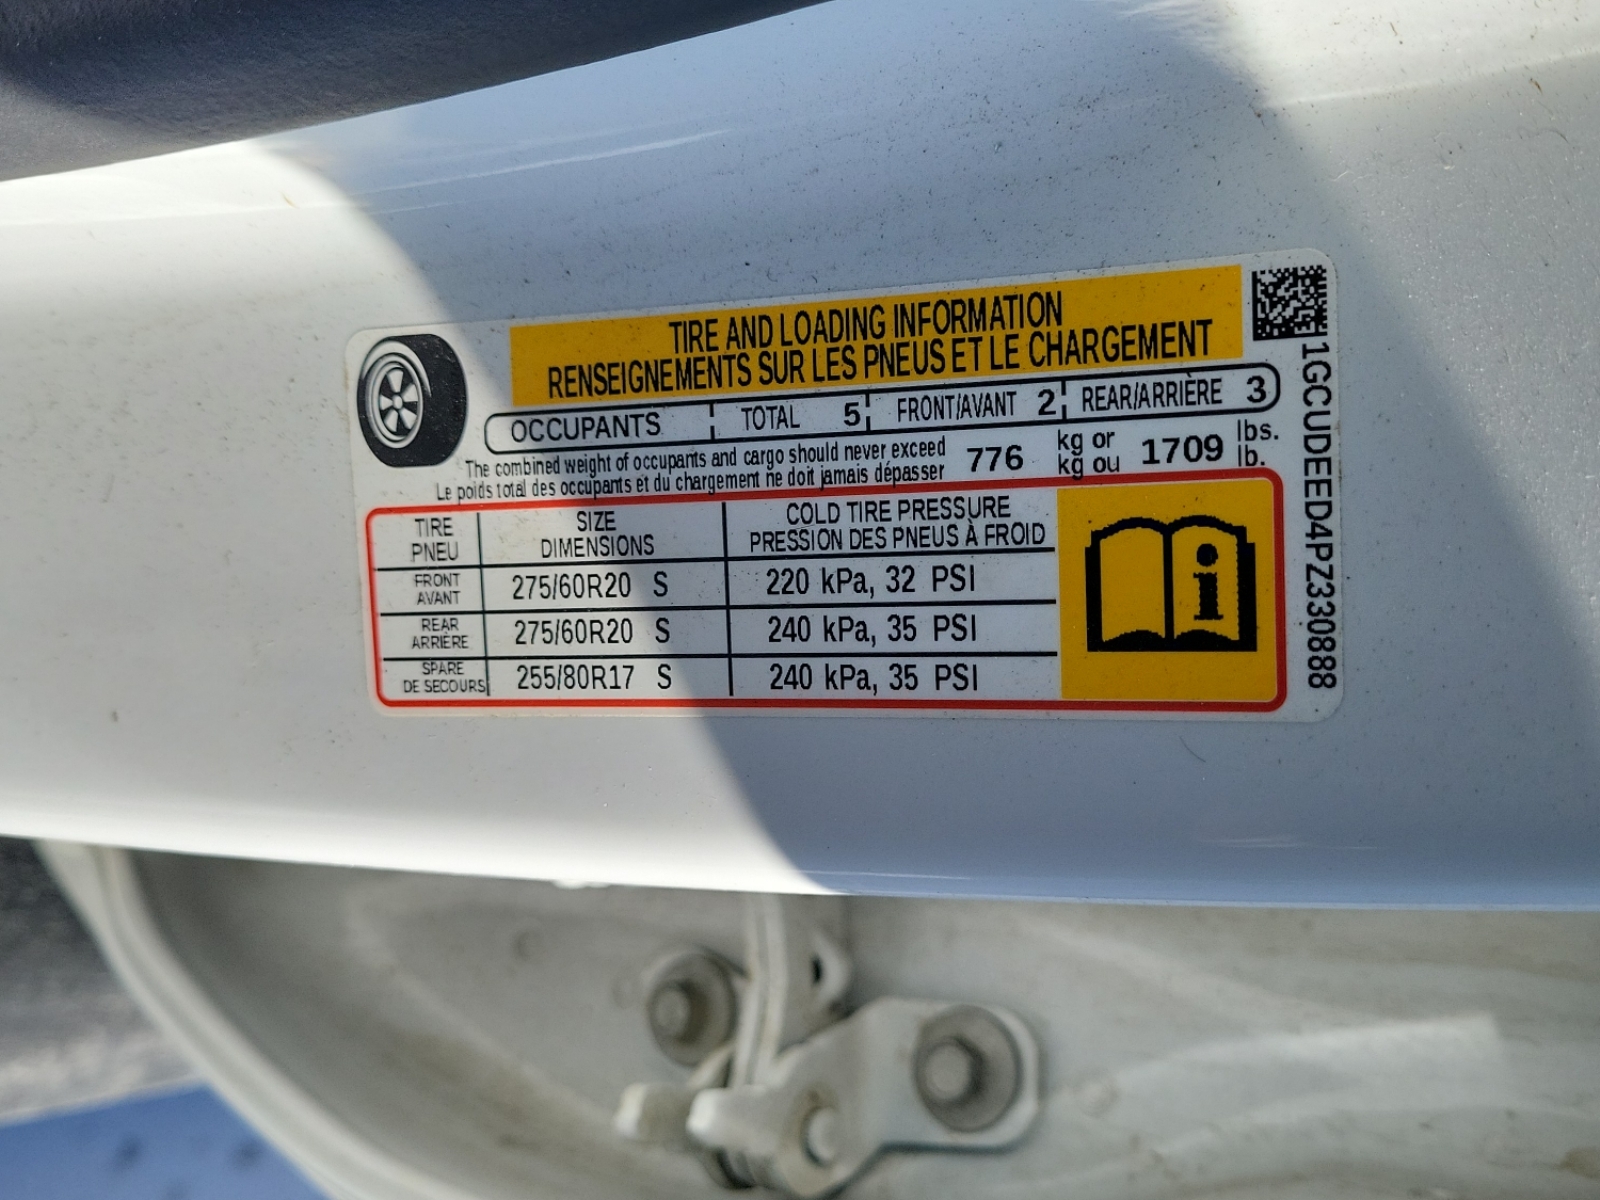 TIRE AND LOADING INFORMATION
RENSEIGNEMENTS SUR LES PNEUS ET LE CHARGEMENT
OCCUPANTS TOTAL 5 FRONT/AVANT 2 REAR/ARRIÈRE 3
The combined weight of occupants and cargo should never exceed 776 kg or 1709 lbs.
Le poids total des occupants et du chargement ne doit jamais dépasser kg ou lb.
TIRE SIZE COLD TIRE PRESSURE
PNEU DIMENSIONS PRESSION DES PNEUS À FROID
FRONT
AVANT 275/60R20 S 220 kPa, 32 PSI
REAR
ARRIÈRE 275/60R20 S 240 kPa, 35 PSI
SPARE
DE SECOURS 255/80R17 S 240 kPa, 35 PSI
1GCUDEED4PZ330888